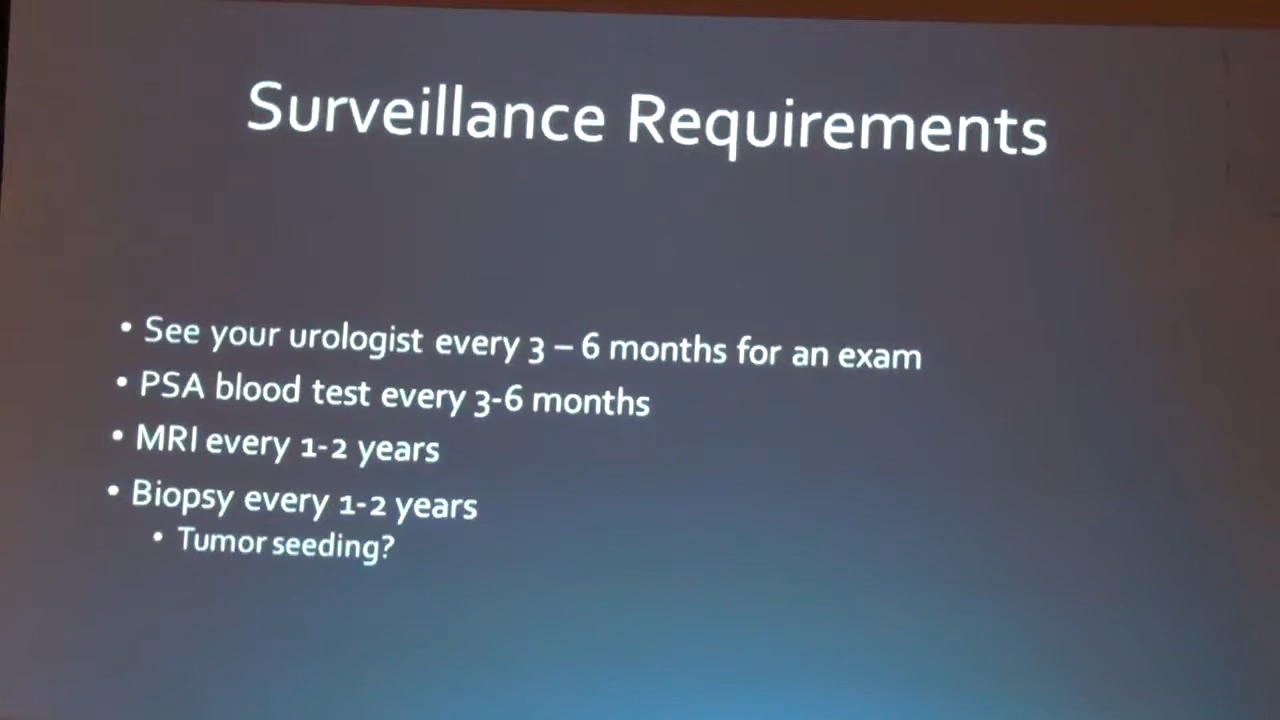 Surveillance Requirements
• See your urologist every 3 – 6 months for an exam
• PSA blood test every 3-6 months
• MRI every 1-2 years
• Biopsy every 1-2 years
• Tumor seeding?